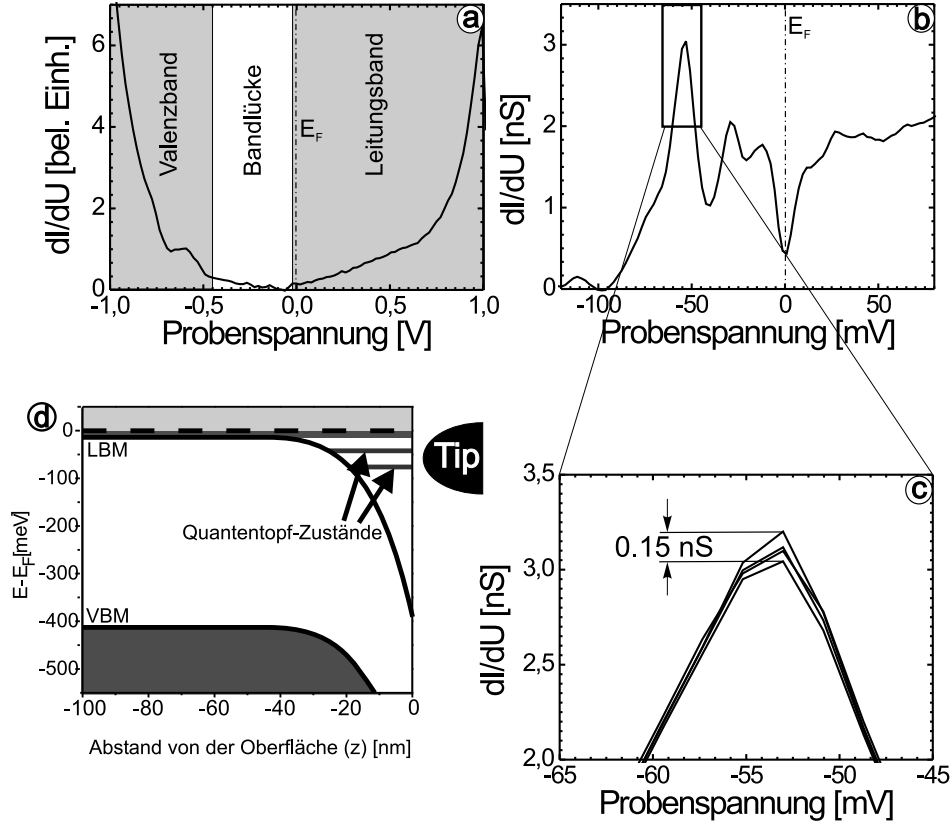 a
dI/dU [bel. Einh.]
6
4
2
0
Valenzband
Bandlücke
E_F
Leitungsband
-1,0
-0,5
0,0
0,5
1,0
Probenspannung [V]
b
dI/dU [nS]
3
2
1
0
E_F
-100
-50
0
50
Probenspannung [mV]
d
E-E_F[meV]
0
-100
-200
-300
-400
-500
LBM
VBM
Quantentopf-Zustände
Tip
-100
-80
-60
-40
-20
0
Abstand von der Oberfläche (z) [nm]
c
dI/dU [nS]
3,5
3,0
2,5
2,0
0.15 nS
-65
-60
-55
-50
-45
Probenspannung [mV]